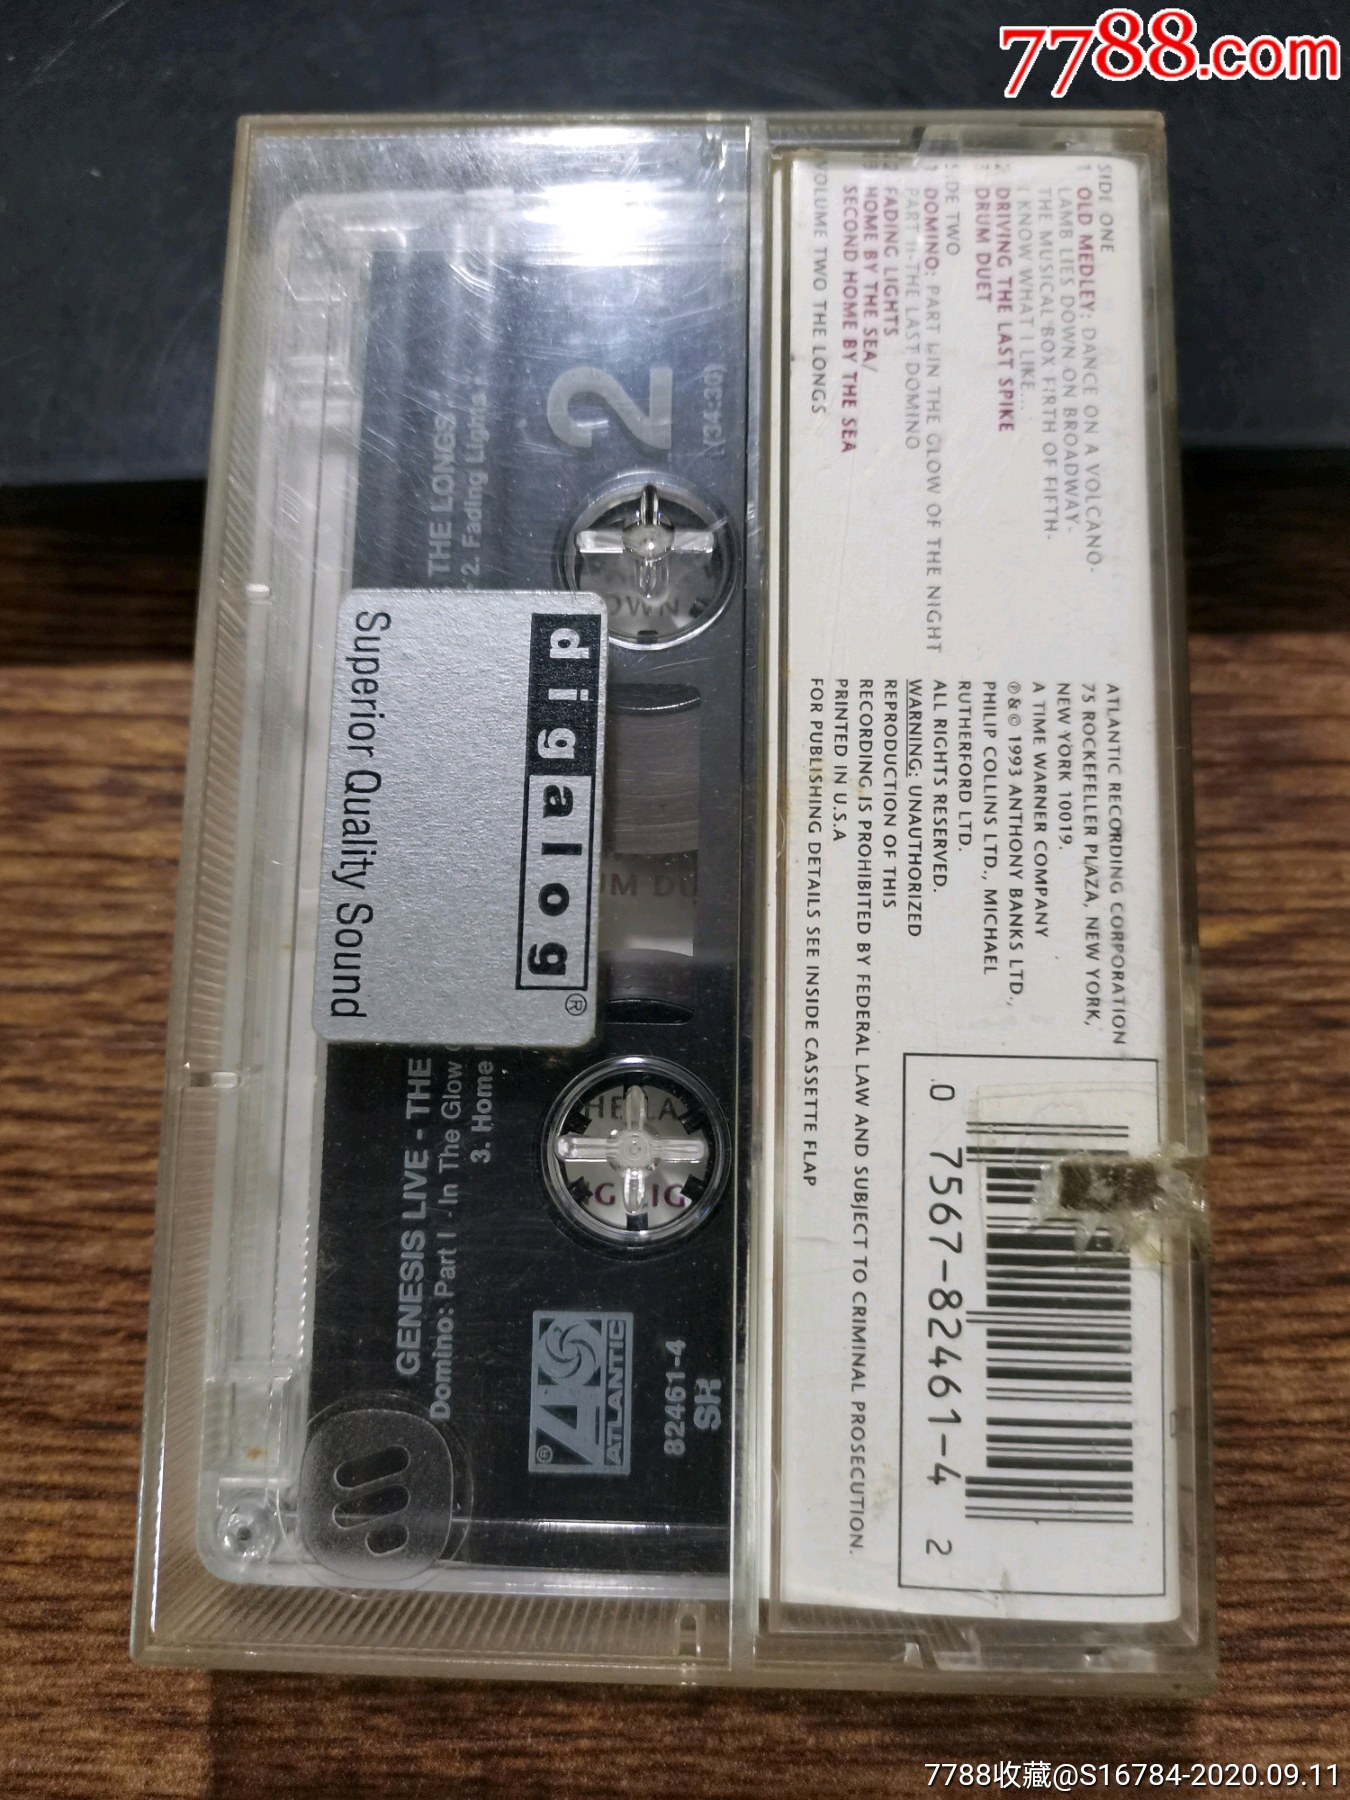 7788.com
SIDE ONE
1 OLD MEDLEY: DANCE ON A VOLCANO-
LAMB LIES DOWN ON BROADWAY-
THE MUSICAL BOX FIRTH OF FIFTH-
I KNOW WHAT I LIKE...
2 DRIVING THE LAST SPIKE
DRUM DUET
SIDE TWO
1 DOMINO: PART I-IN THE GLOW OF THE NIGHT
PART II-THE LAST DOMINO
FADING LIGHTS
HOME BY THE SEA/
SECOND HOME BY THE SEA
VOLUME TWO THE LONGS
ATLANTIC RECORDING CORPORATION
75 ROCKEFELLER PLAZA, NEW YORK,
NEW YORK 10019.
A TIME WARNER COMPANY
℗ & © 1993 ANTHONY BANKS LTD.,
PHILIP COLLINS LTD., MICHAEL
RUTHERFORD LTD.
ALL RIGHTS RESERVED.
WARNING: UNAUTHORIZED
REPRODUCTION OF THIS
RECORDING IS PROHIBITED BY FEDERAL LAW AND SUBJECT TO CRIMINAL PROSECUTION.
PRINTED IN U.S.A
FOR PUBLISHING DETAILS SEE INSIDE CASSETTE FLAP
0 7567-82461-4 2
2
digalog®
Superior Quality Sound
THE LONGS
2. Fading Lights
GENESIS LIVE - THE
Domino: Part I - In The Glow
3. Home
ATLANTIC
®
82461-4
SR
7788收藏@S16784-2020.09.11